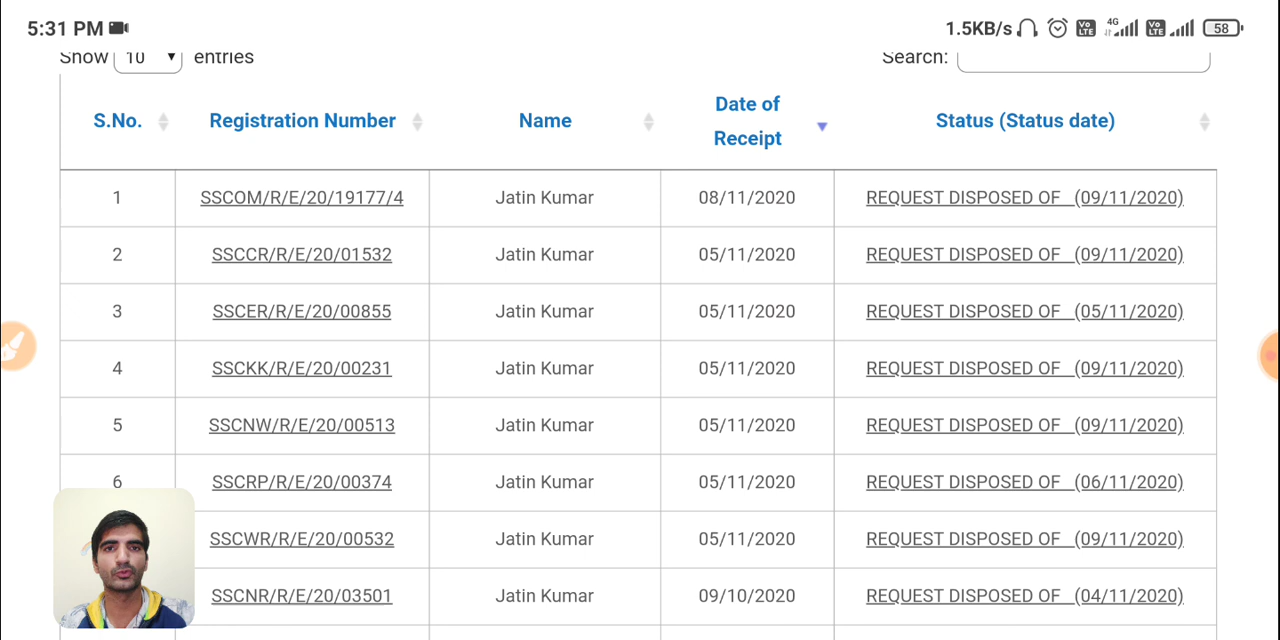 5:31 PM 1.5KB/s 4G Vo LTE Vo LTE 58
Show 10 entries Search:
S.No. Registration Number Name Date of Receipt Status (Status date)
1 SSCOM/R/E/20/19177/4 Jatin Kumar 08/11/2020 REQUEST DISPOSED OF (09/11/2020)
2 SSCCR/R/E/20/01532 Jatin Kumar 05/11/2020 REQUEST DISPOSED OF (09/11/2020)
3 SSCER/R/E/20/00855 Jatin Kumar 05/11/2020 REQUEST DISPOSED OF (05/11/2020)
4 SSCKK/R/E/20/00231 Jatin Kumar 05/11/2020 REQUEST DISPOSED OF (09/11/2020)
5 SSCNW/R/E/20/00513 Jatin Kumar 05/11/2020 REQUEST DISPOSED OF (09/11/2020)
6 SSCRP/R/E/20/00374 Jatin Kumar 05/11/2020 REQUEST DISPOSED OF (06/11/2020)
SSCWR/R/E/20/00532 Jatin Kumar 05/11/2020 REQUEST DISPOSED OF (09/11/2020)
SSCNR/R/E/20/03501 Jatin Kumar 09/10/2020 REQUEST DISPOSED OF (04/11/2020)